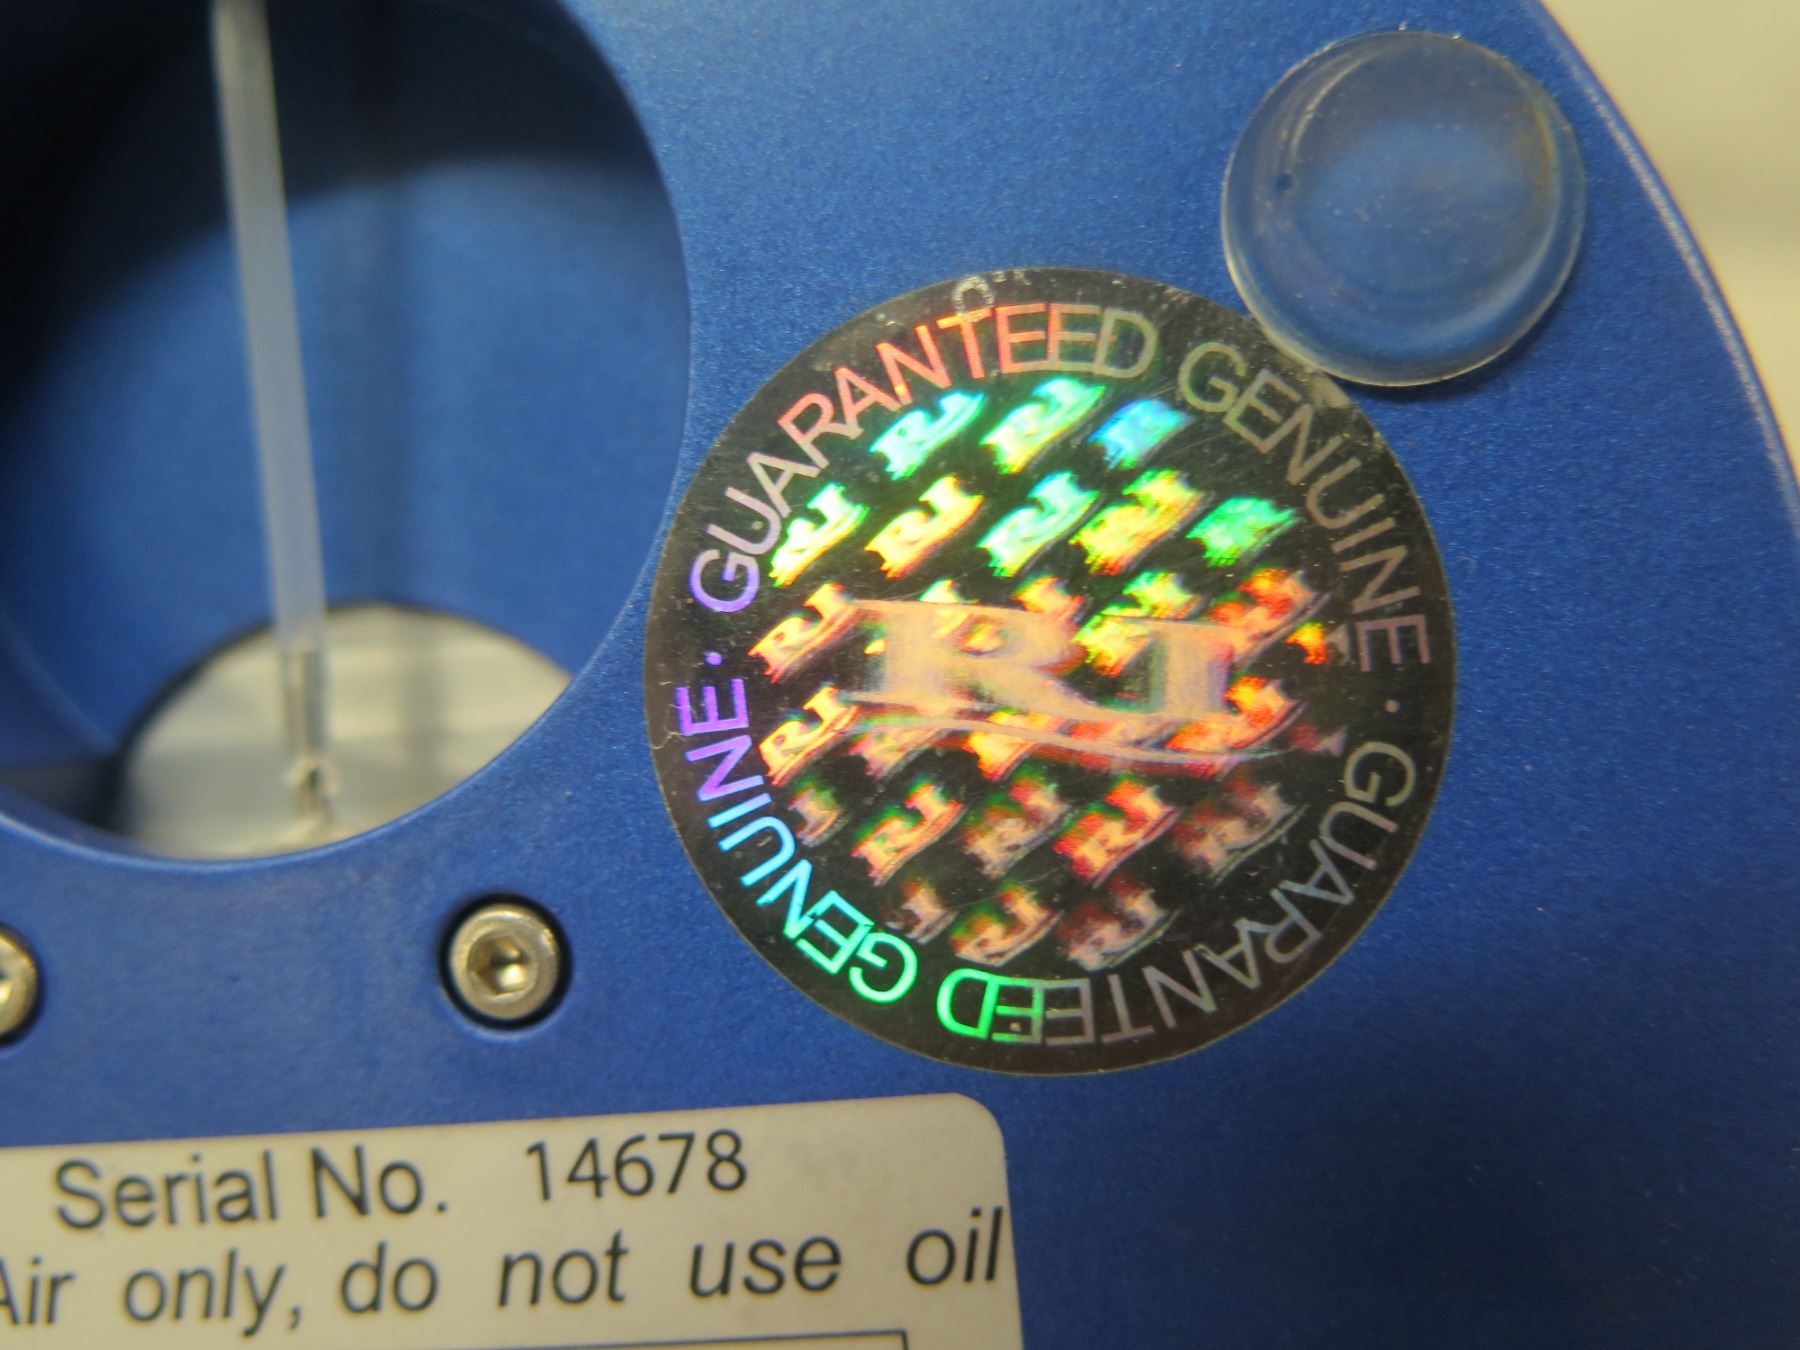 GUARANTEED GENUINE · GUARANTEED GENUINE ·
RI
Serial No. 14678
Air only, do not use oil